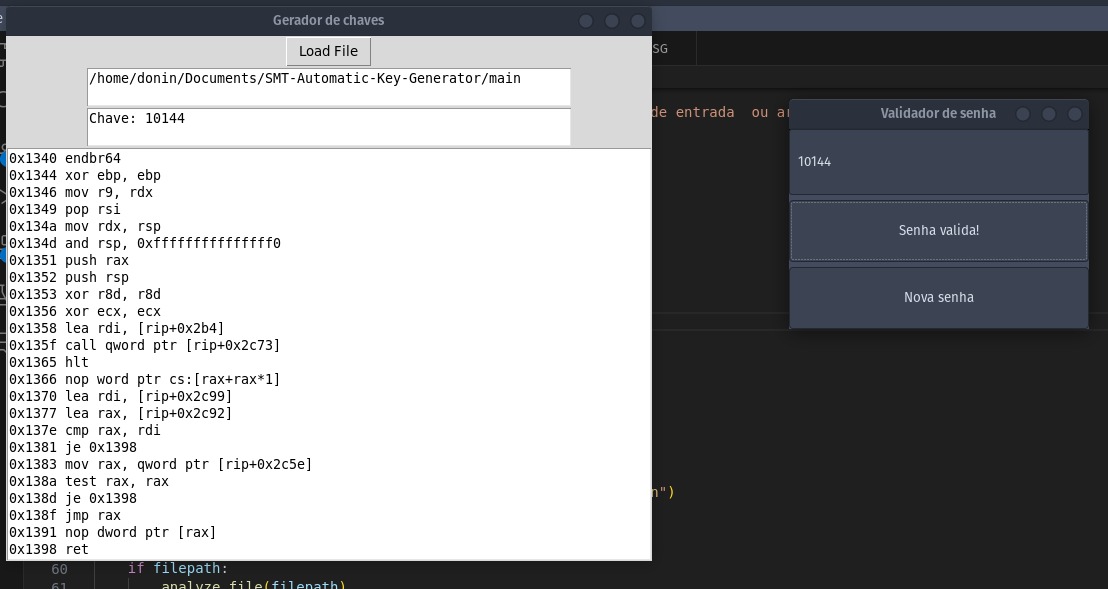 Gerador de chaves
Load File
/home/donin/Documents/SMT-Automatic-Key-Generator/main
Chave: 10144
0x1340 endbr64
0x1344 xor ebp, ebp
0x1346 mov r9, rdx
0x1349 pop rsi
0x134a mov rdx, rsp
0x134d and rsp, 0xfffffffffffffff0
0x1351 push rax
0x1352 push rsp
0x1353 xor r8d, r8d
0x1356 xor ecx, ecx
0x1358 lea rdi, [rip+0x2b4]
0x135f call qword ptr [rip+0x2c73]
0x1365 hlt
0x1366 nop word ptr cs:[rax+rax*1]
0x1370 lea rdi, [rip+0x2c99]
0x1377 lea rax, [rip+0x2c92]
0x137e cmp rax, rdi
0x1381 je 0x1398
0x1383 mov rax, qword ptr [rip+0x2c5e]
0x138a test rax, rax
0x138d je 0x1398
0x138f jmp rax
0x1391 nop dword ptr [rax]
0x1398 ret
SG
de entrada ou ar
n")
60 if filepath:
61 analyze_file(filepath)
Validador de senha
10144
Senha valida!
Nova senha